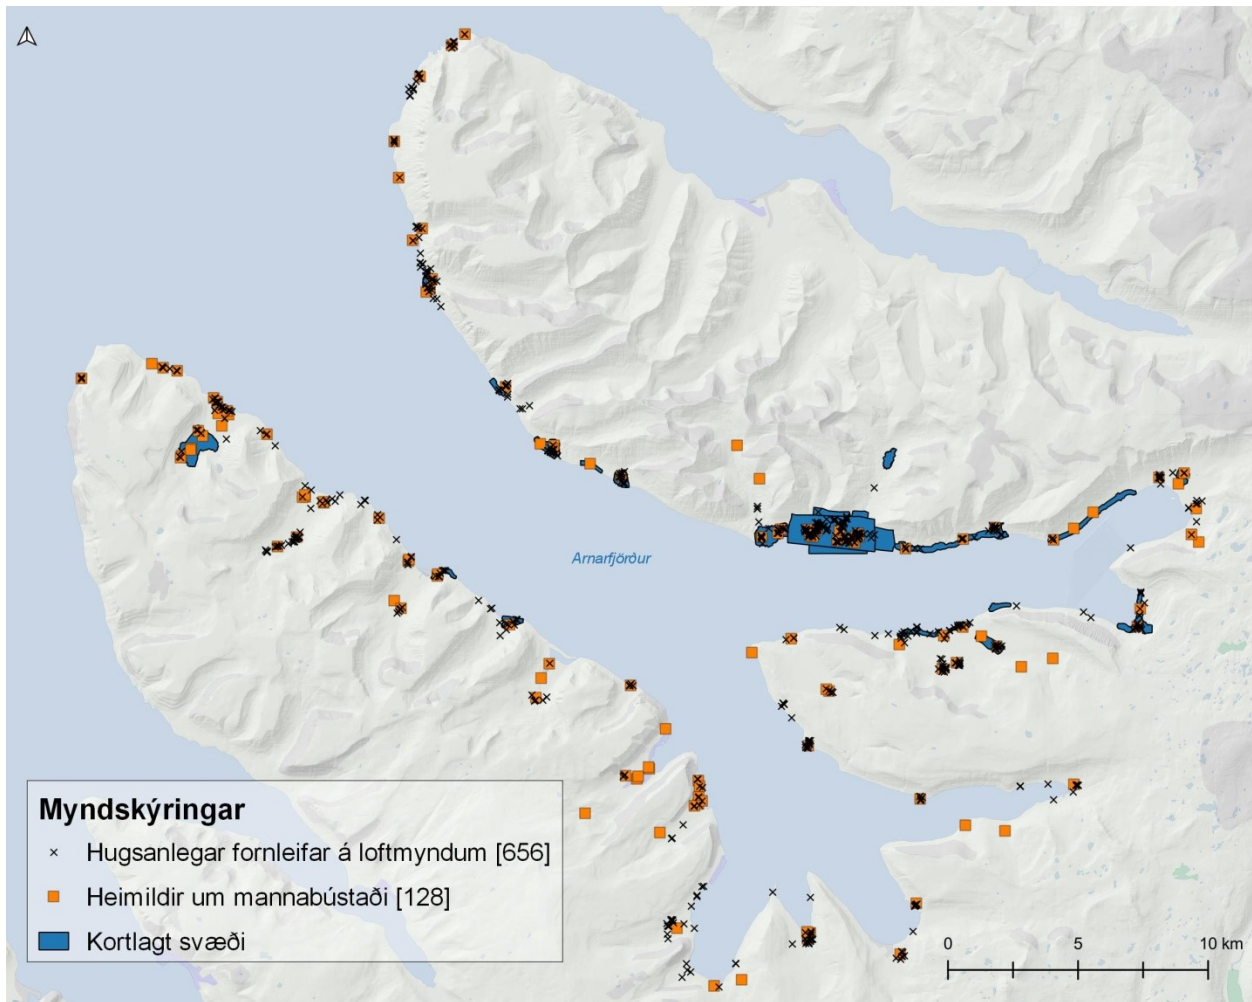 Arnarfjörður
Myndskýringar
× Hugsanlegar fornleifar á loftmyndum [656]
Heimildir um mannabústaði [128]
Kortlagt svæði
0 5 10 km